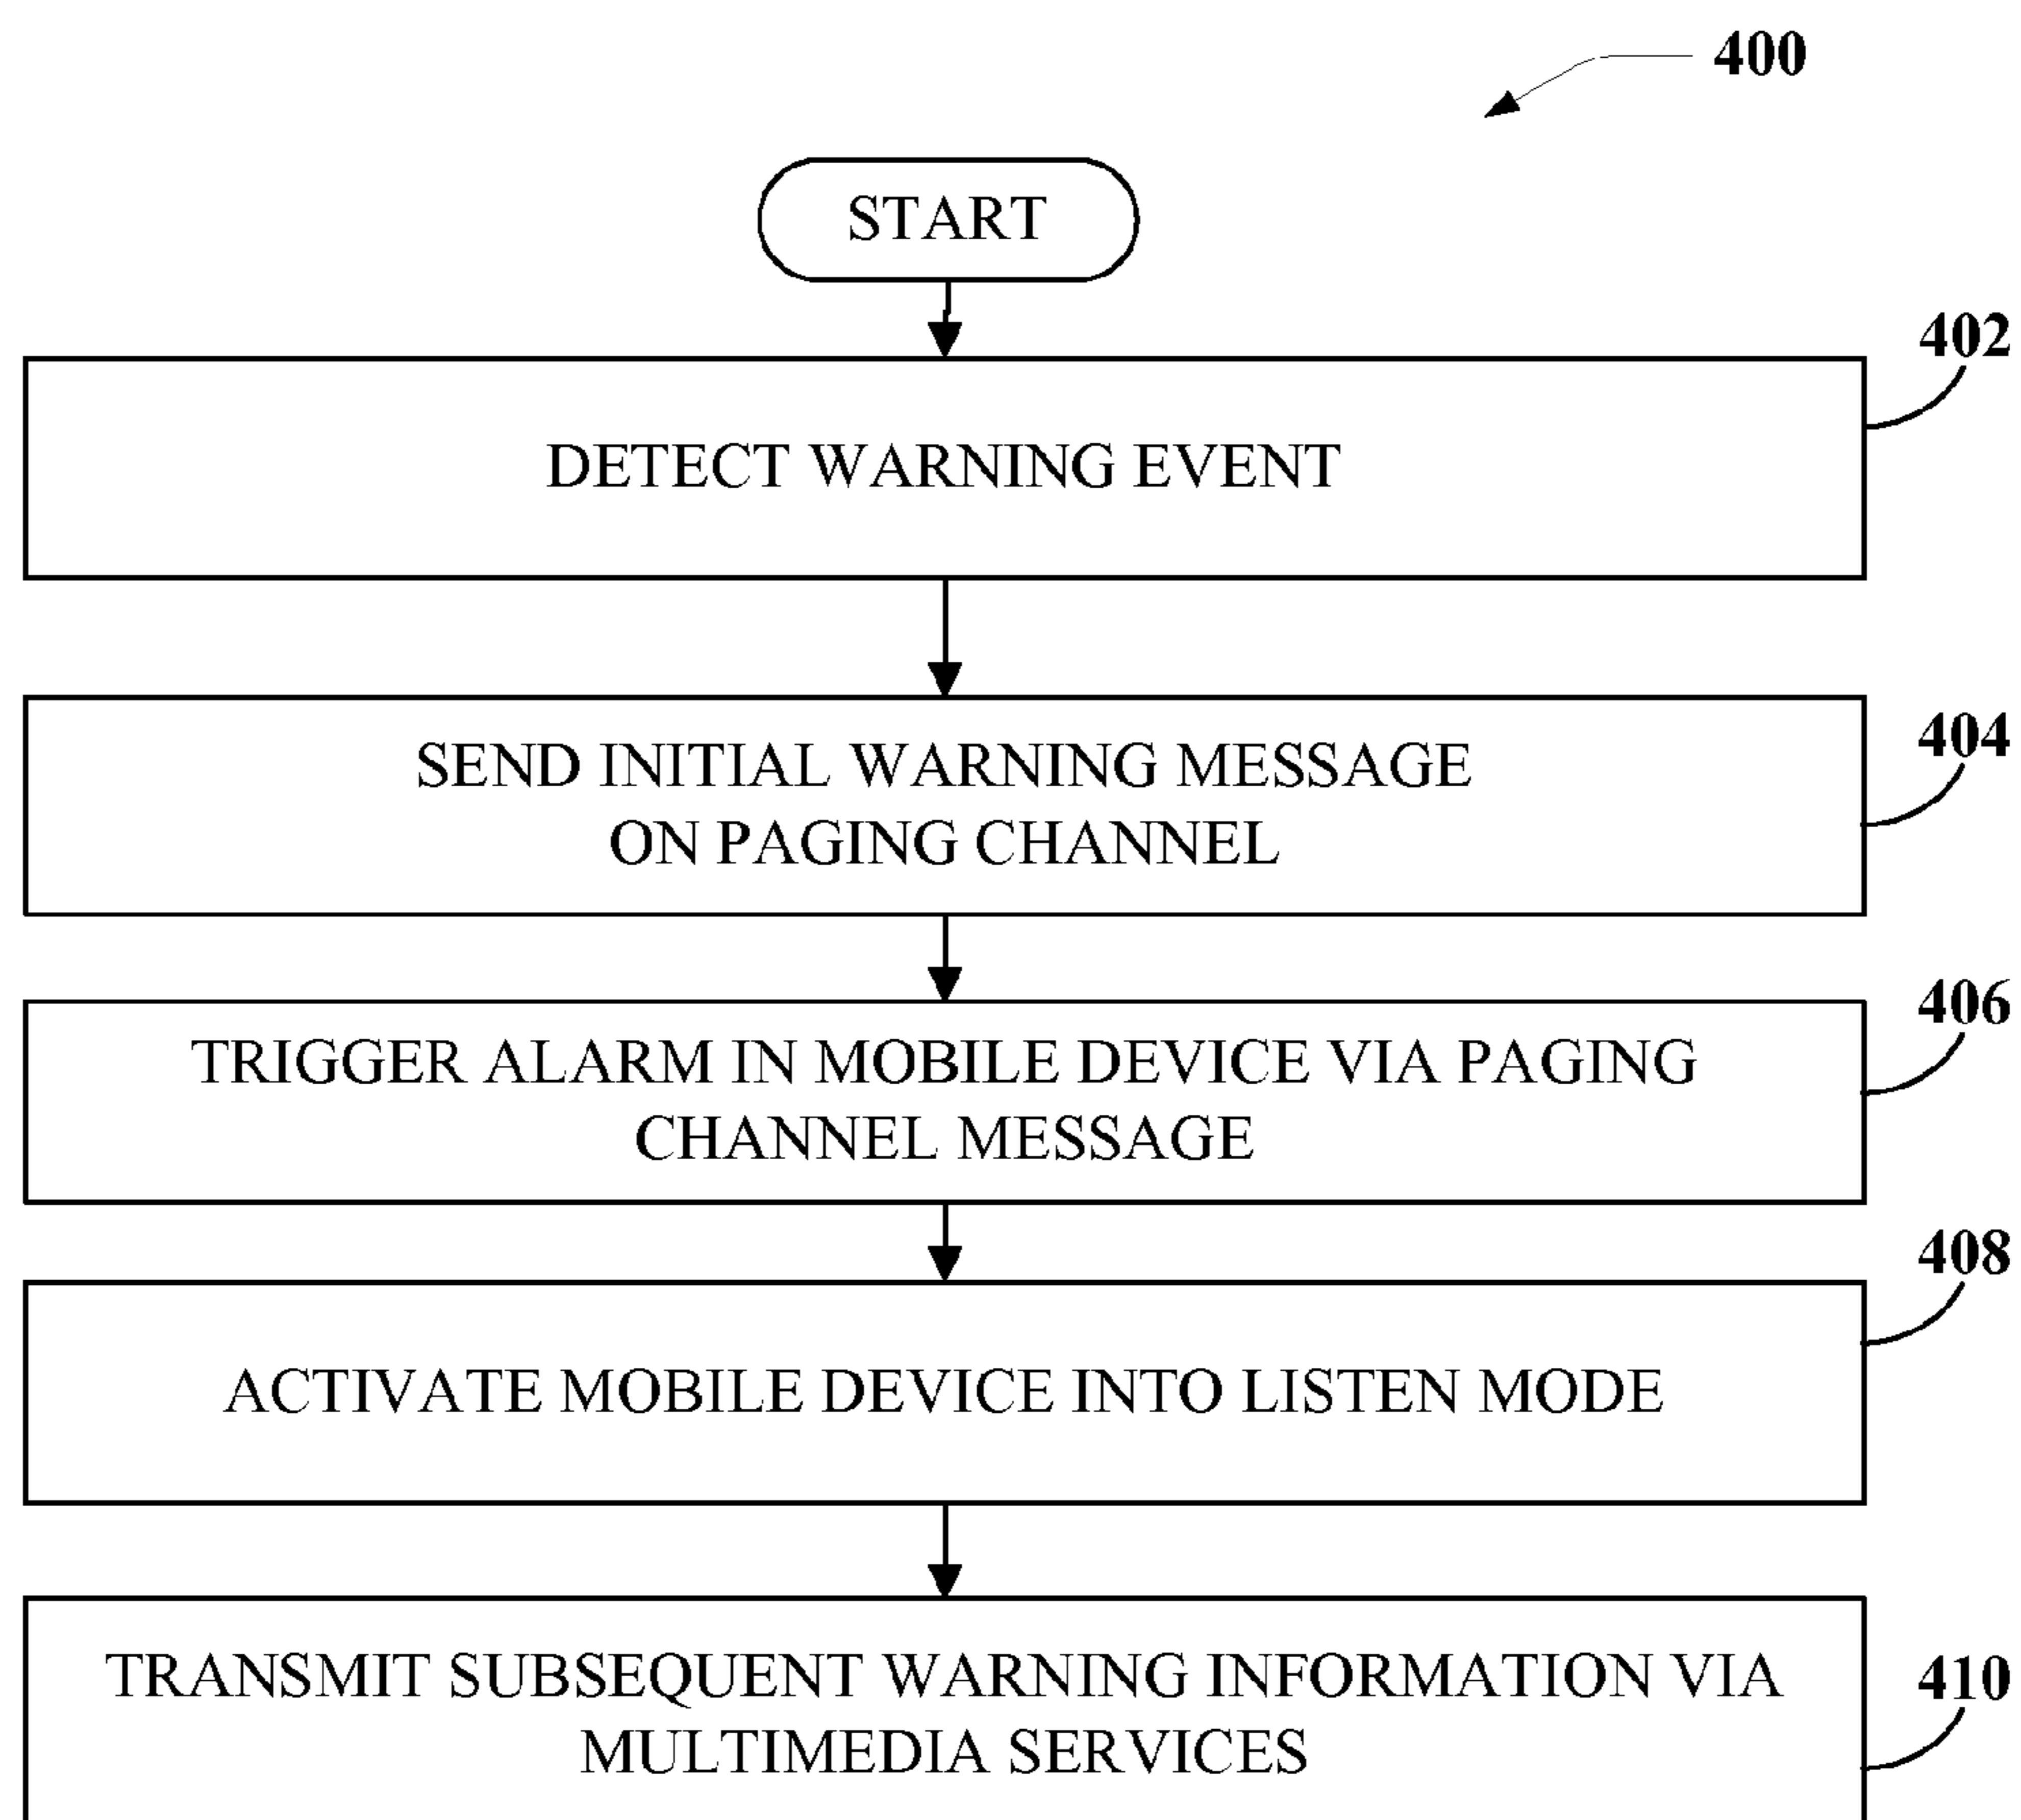 400
START
402
DETECT WARNING EVENT
404
SEND INITIAL WARNING MESSAGE
ON PAGING CHANNEL
406
TRIGGER ALARM IN MOBILE DEVICE VIA PAGING
CHANNEL MESSAGE
408
ACTIVATE MOBILE DEVICE INTO LISTEN MODE
410
TRANSMIT SUBSEQUENT WARNING INFORMATION VIA
MULTIMEDIA SERVICES